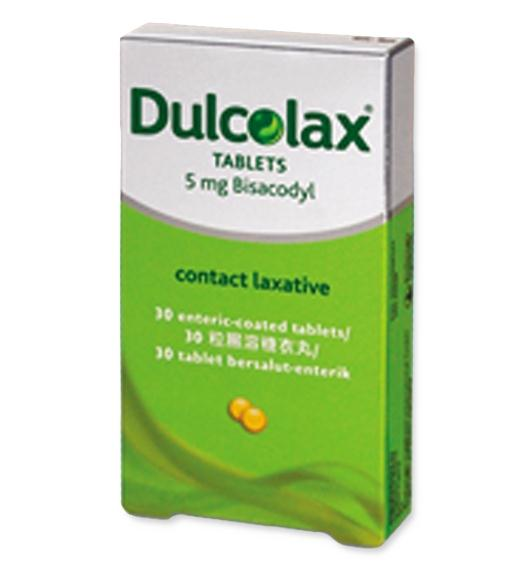 Dulcolax®
TABLETS
5 mg Bisacodyl
contact laxative
30 enteric-coated tablets/
30 粒腸溶糖衣丸/
30 tablet bersalut-enterik